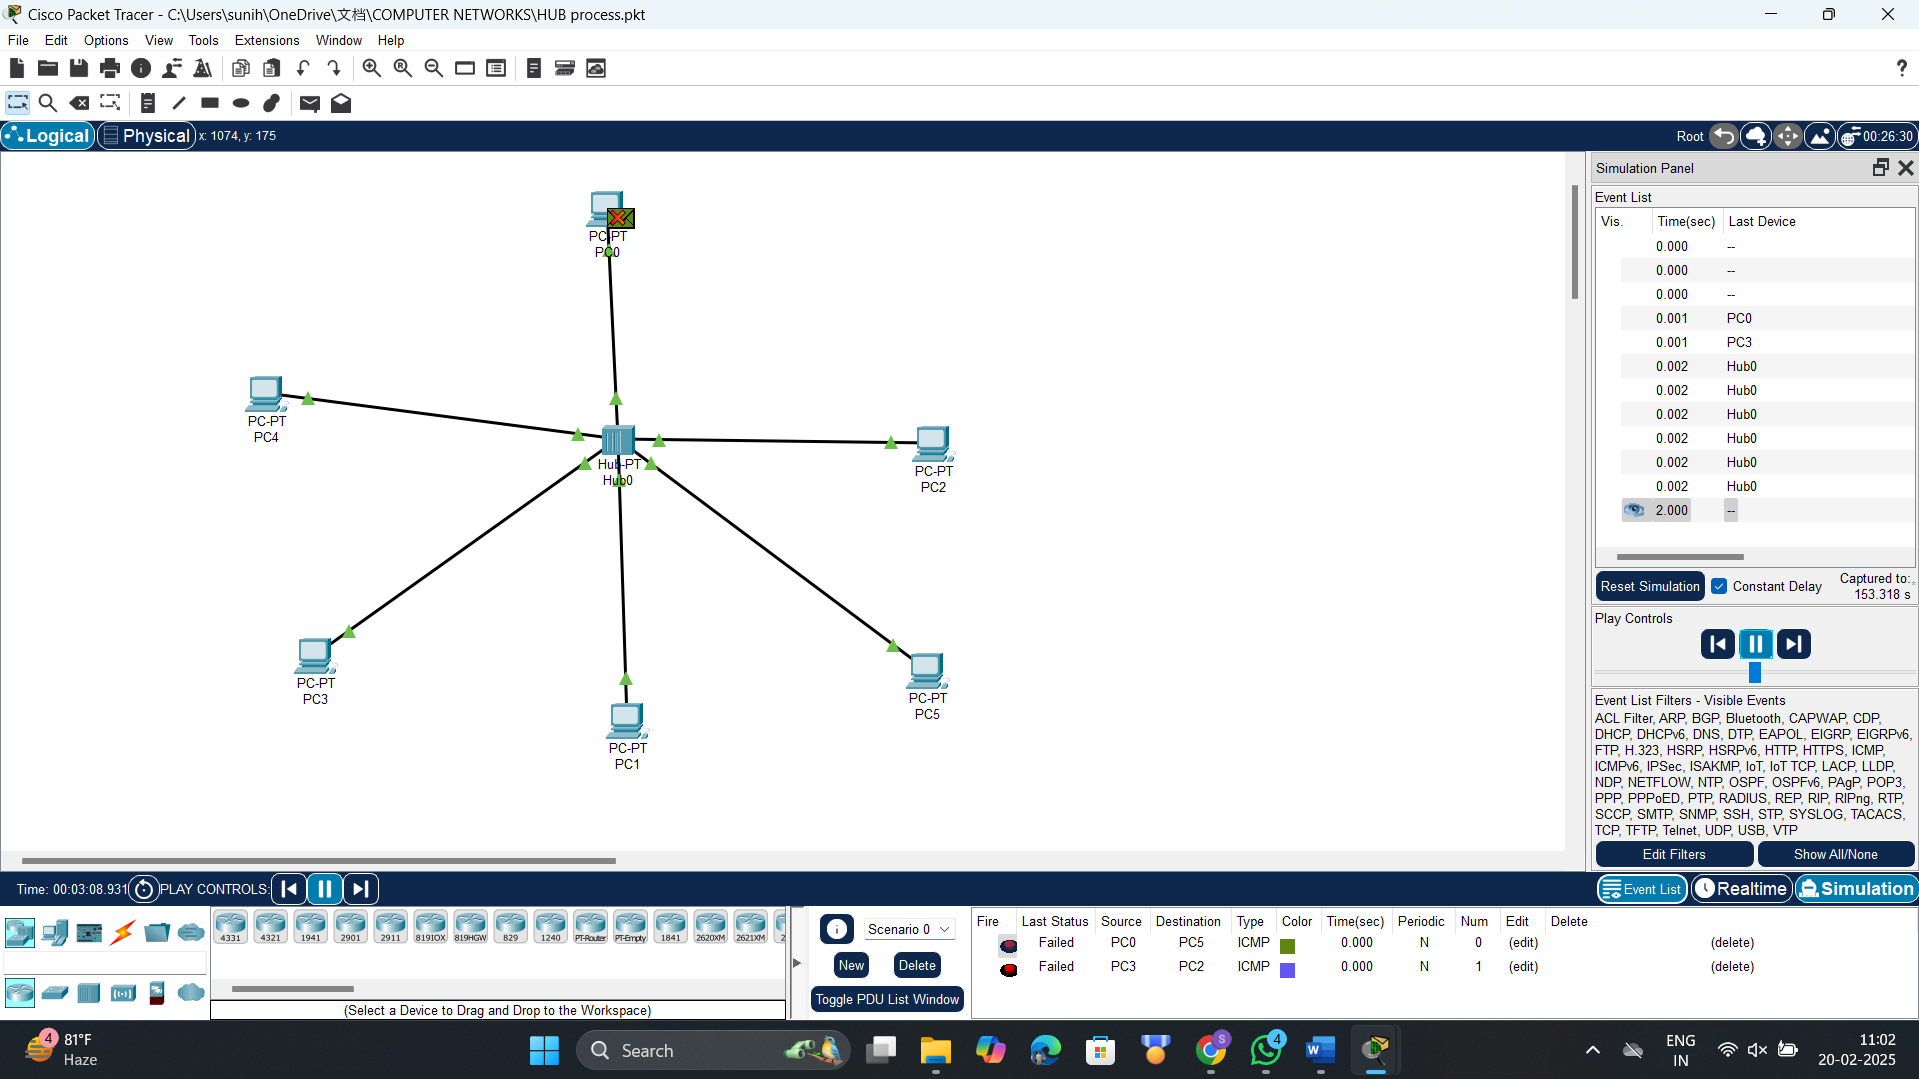 Cisco Packet Tracer - C:\Users\sunih\OneDrive\文档\COMPUTER NETWORKS\HUB process.pkt
File Edit Options View Tools Extensions Window Help
?
Logical Physical x: 1074, y: 175 Root 00:26:30
Simulation Panel
Event List
Vis. Time(sec) Last Device
0.000 --
0.000 --
0.000 --
0.001 PC0
0.001 PC3
0.002 Hub0
0.002 Hub0
0.002 Hub0
0.002 Hub0
0.002 Hub0
0.002 Hub0
2.000 --
Reset Simulation Constant Delay Captured to:
153.318 s
Play Controls
Event List Filters - Visible Events
ACL Filter, ARP, BGP, Bluetooth, CAPWAP, CDP,
DHCP, DHCPv6, DNS, DTP, EAPOL, EIGRP, EIGRPv6,
FTP, H.323, HSRP, HSRPv6, HTTP, HTTPS, ICMP,
ICMPv6, IPSec, ISAKMP, IoT, IoT TCP, LACP, LLDP,
NDP, NETFLOW, NTP, OSPF, OSPFv6, PAgP, POP3,
PPP, PPPoED, PTP, RADIUS, REP, RIP, RIPng, RTP,
SCCP, SMTP, SNMP, SSH, STP, SYSLOG, TACACS,
TCP, TFTP, Telnet, UDP, USB, VTP
Edit Filters Show All/None
PC-PT
PC0
PC-PT
PC4
Hub-PT
Hub0
PC-PT
PC2
PC-PT
PC3
PC-PT
PC5
PC-PT
PC1
Time: 00:03:08.931 PLAY CONTROLS: Event List Realtime Simulation
4331 4321 1941 2901 2911 819IOX 819HGW 829 1240 PT-Router PT-Empty 1841 2620XM 2621XM 2
(Select a Device to Drag and Drop to the Workspace)
Scenario 0
New Delete
Toggle PDU List Window
Fire Last Status Source Destination Type Color Time(sec) Periodic Num Edit Delete
Failed PC0 PC5 ICMP 0.000 N 0 (edit) (delete)
Failed PC3 PC2 ICMP 0.000 N 1 (edit) (delete)
4 81°F
Haze
Search
S
4
ENG
IN
11:02
20-02-2025